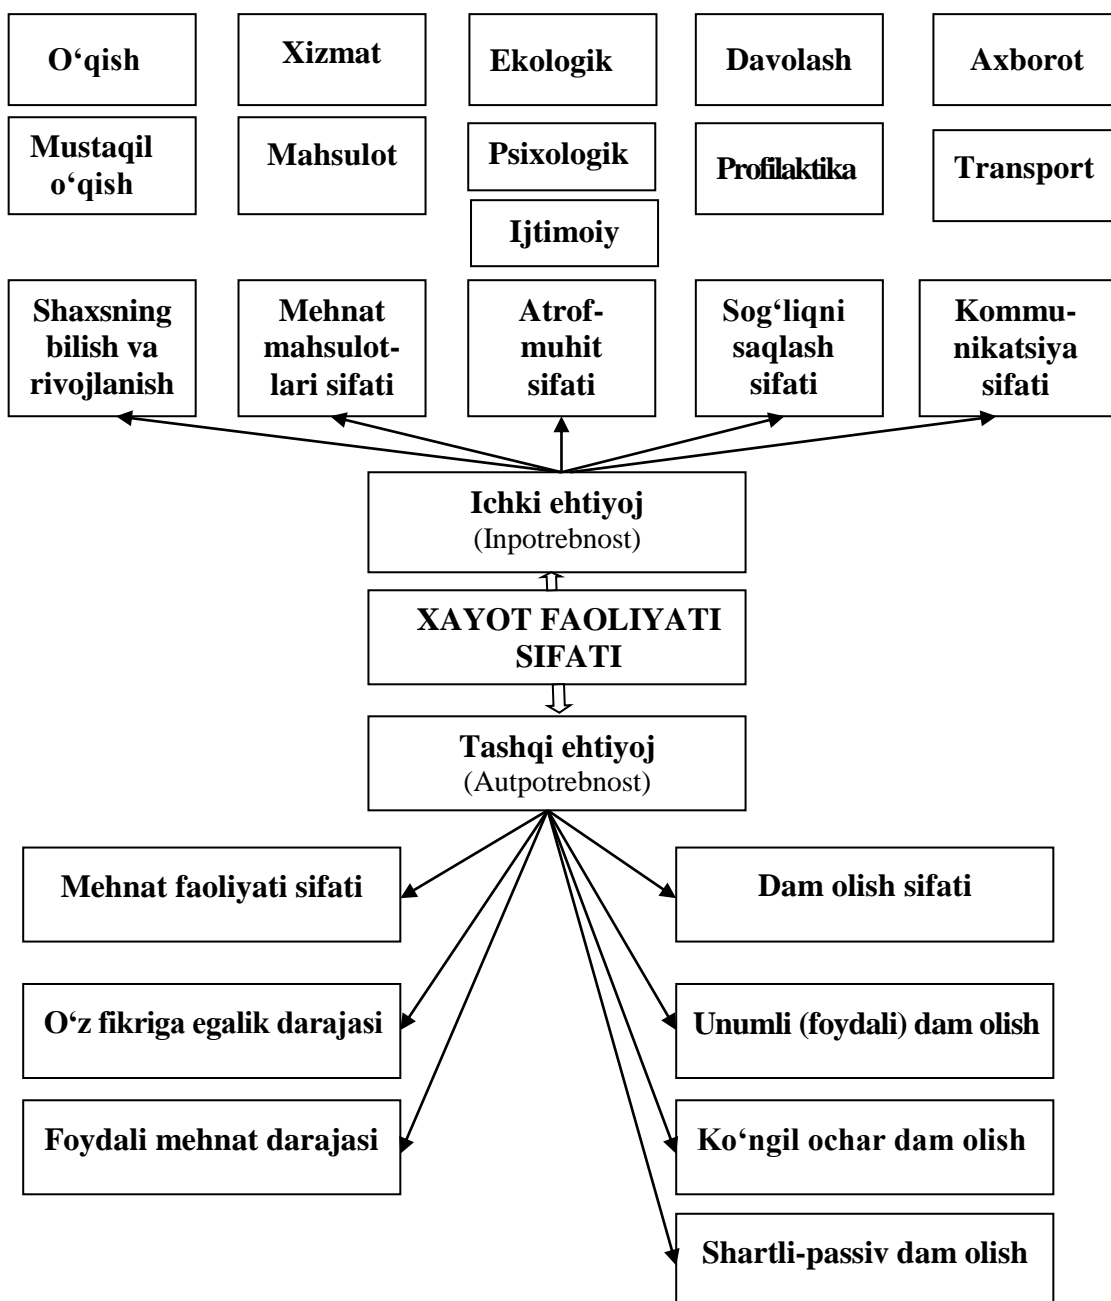 O‘qish
Xizmat
Ekologik
Davolash
Axborot
Mustaqil
o‘qish
Mahsulot
Psixologik
Profilaktika
Transport
Ijtimoiy
Shaxsning
bilish va
rivojlanish
Mehnat
mahsulot-
lari sifati
Atrof-
muhit
sifati
Sog‘liqni
saqlash
sifati
Kommu-
nikatsiya
sifati
Ichki ehtiyoj
(Inpotrebnost)
XAYOT FAOLIYATI
SIFATI
Tashqi ehtiyoj
(Autpotrebnost)
Mehnat faoliyati sifati
Dam olish sifati
O‘z fikriga egalik darajasi
Unumli (foydali) dam olish
Foydali mehnat darajasi
Ko‘ngil ochar dam olish
Shartli-passiv dam olish